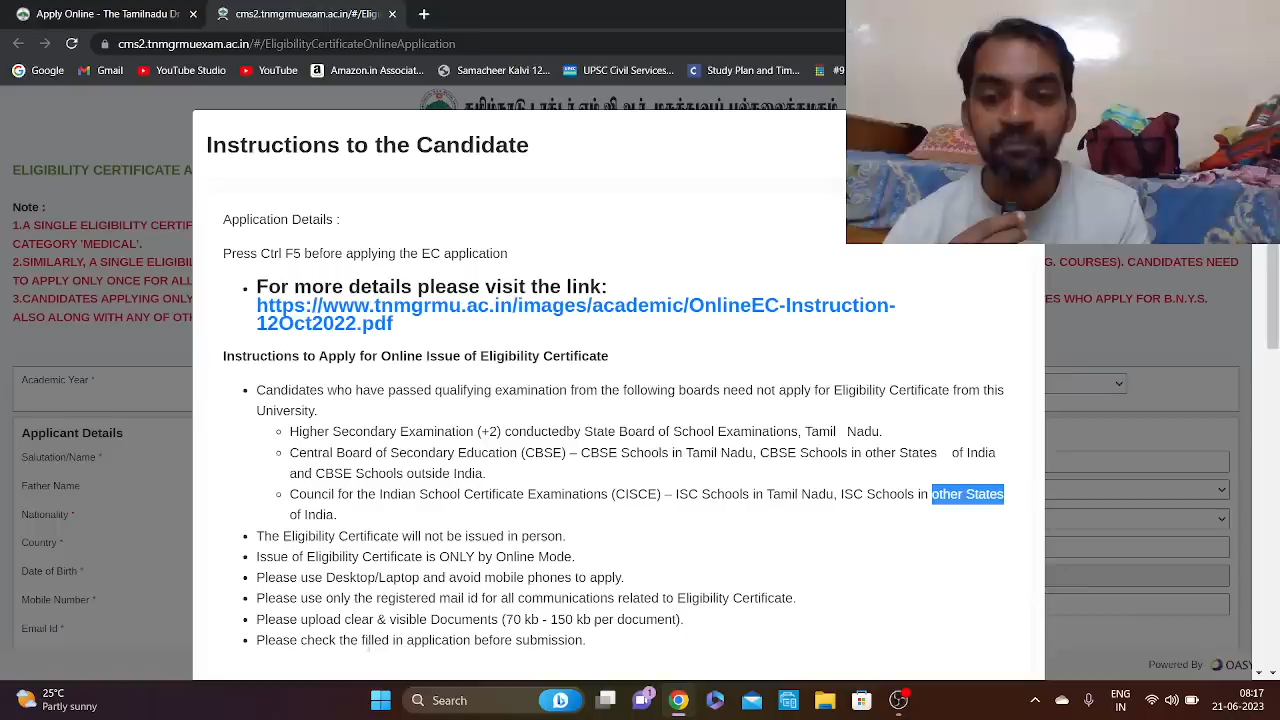 Online Application - D
Eligibility Certificate Online Ap
cms2.tnmgrmuexam.ac.in/#/EligibilityCertificateOnlineApplication
Google
Gmail
YouTube Studio
YouTube
Amazon Associat...
Samacheer Kalvi 12...
UPSC Civil Services...
Study Plan and Tim...
#9
Instructions to the Candidate
ELIGIBILITY CERTIFICATE A
Note :
1.A SINGLE ELIGIBILITY CERTIF
CATEGORY 'MEDICAL'.
2.SIMILARLY, A SINGLE ELIGIBIL
G. COURSES). CANDIDATES NEED
TO APPLY ONLY ONCE FOR AL
3.CANDIDATES APPLYING ONLY
ES WHO APPLY FOR B.N.Y.S.
ALSO ALONG WITH ANY OF OTH
Application Details :
Press Ctrl F5 before applying the EC application
For more details please visit the link:
https://www.tnmgrmu.ac.in/images/academic/OnlineEC-Instruction-
12Oct2022.pdf
Instructions to Apply for Online Issue of Eligibility Certificate
Candidates who have passed qualifying examination from the following boards need not apply for Eligibility Certificate from this
University.
Higher Secondary Examination (+2) conductedby State Board of School Examinations, Tamil Nadu.
Central Board of Secondary Education (CBSE) – CBSE Schools in Tamil Nadu, CBSE Schools in other States of India
and CBSE Schools outside India.
Council for the Indian School Certificate Examinations (CISCE) – ISC Schools in Tamil Nadu, ISC Schools in other States
of India.
The Eligibility Certificate will not be issued in person.
Issue of Eligibility Certificate is ONLY by Online Mode.
Please use Desktop/Laptop and avoid mobile phones to apply.
Please use only the registered mail id for all communications related to Eligibility Certificate.
Please upload clear & visible Documents (70 kb - 150 kb per document).
Please check the filled in application before submission.
Academic Year *
Applicant Details
Salutation/Name *
Father Name
Nationality *
Country *
Date of Birth *
Mobile Number *
Email Id *
Powered By OASY
25°C
Partly sunny
Search
ENG
IN
08:17
21-06-2023